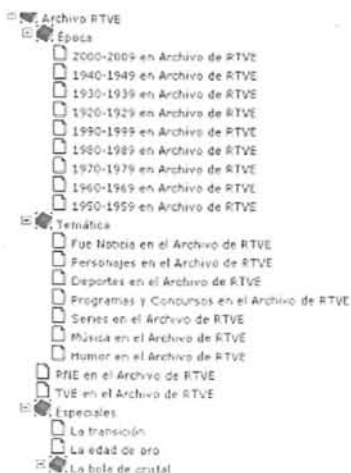 Archivo RTVE
Época
2000-2009 en Archivo de RTVE
1940-1949 en Archivo de RTVE
1930-1939 en Archivo de RTVE
1920-1929 en Archivo de RTVE
1990-1999 en Archivo de RTVE
1980-1989 en Archivo de RTVE
1970-1979 en Archivo de RTVE
1960-1969 en Archivo de RTVE
1950-1959 en Archivo de RTVE
Temática
Fue Noticia en el Archivo de RTVE
Personajes en el Archivo de RTVE
Deportes en el Archivo de RTVE
Programas y Concursos en el Archivo de RTVE
Series en el Archivo de RTVE
Música en el Archivo de RTVE
Humor en el Archivo de RTVE
RNE en el Archivo de RTVE
TVE en el Archivo de RTVE
Especiales
La transición
La edad de oro
La bola de cristal